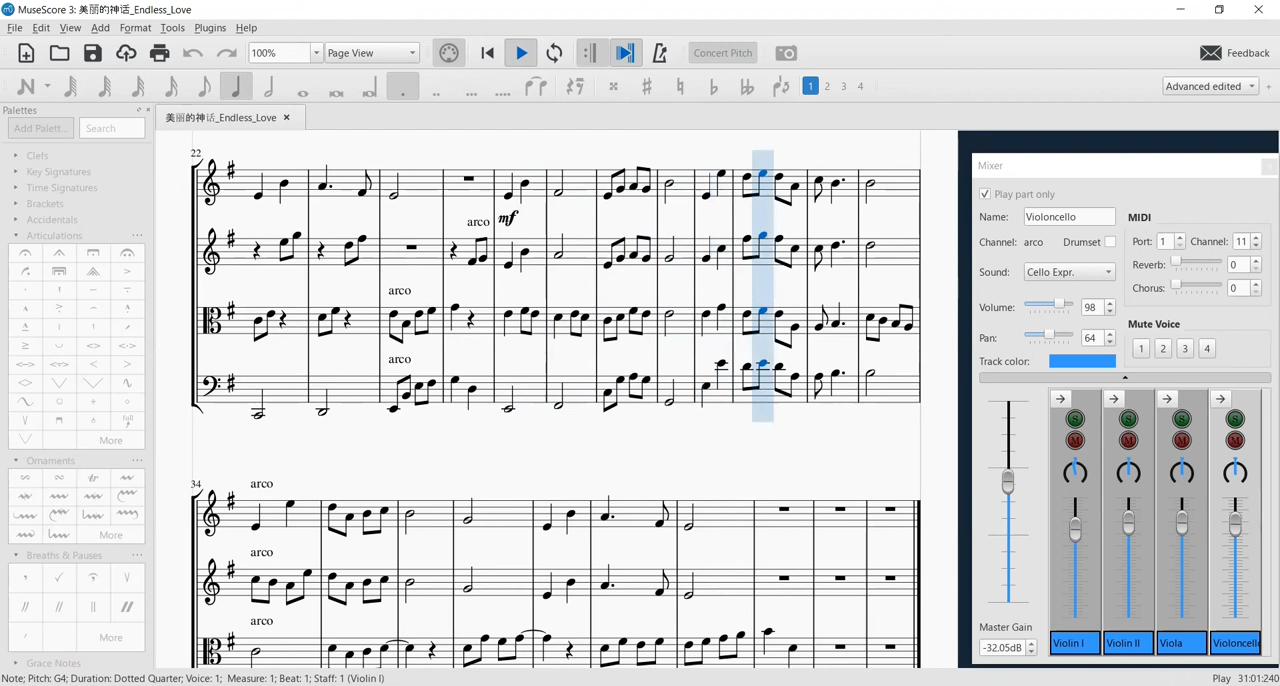 MuseScore 3: 美丽的神话_Endless_Love
File Edit View Add Format Tools Plugins Help
100% Page View Concert Pitch Feedback
1 2 3 4 Advanced edited
Palettes
美丽的神话_Endless_Love
Add Palett... Search
Clefs
Key Signatures
Time Signatures
Brackets
Accidentals
Articulations
More
Ornaments
More
Breaths & Pauses
More
Grace Notes
22
mf
arco
arco
arco
34
arco
arco
arco
Mixer
Play part only
Name: Violoncello MIDI
Channel: arco Drumset Port: 1 Channel: 11
Sound: Cello Expr. Reverb: 0
Chorus: 0
Volume: 98
Mute Voice
Pan: 64 1 2 3 4
Track color:
S S S S
M M M M
Master Gain
-32.05dB Violin I Violin II Viola Violoncell
Note; Pitch: G4; Duration: Dotted Quarter; Voice: 1; Measure: 1; Beat: 1; Staff: 1 (Violin I) Play 31:01:240